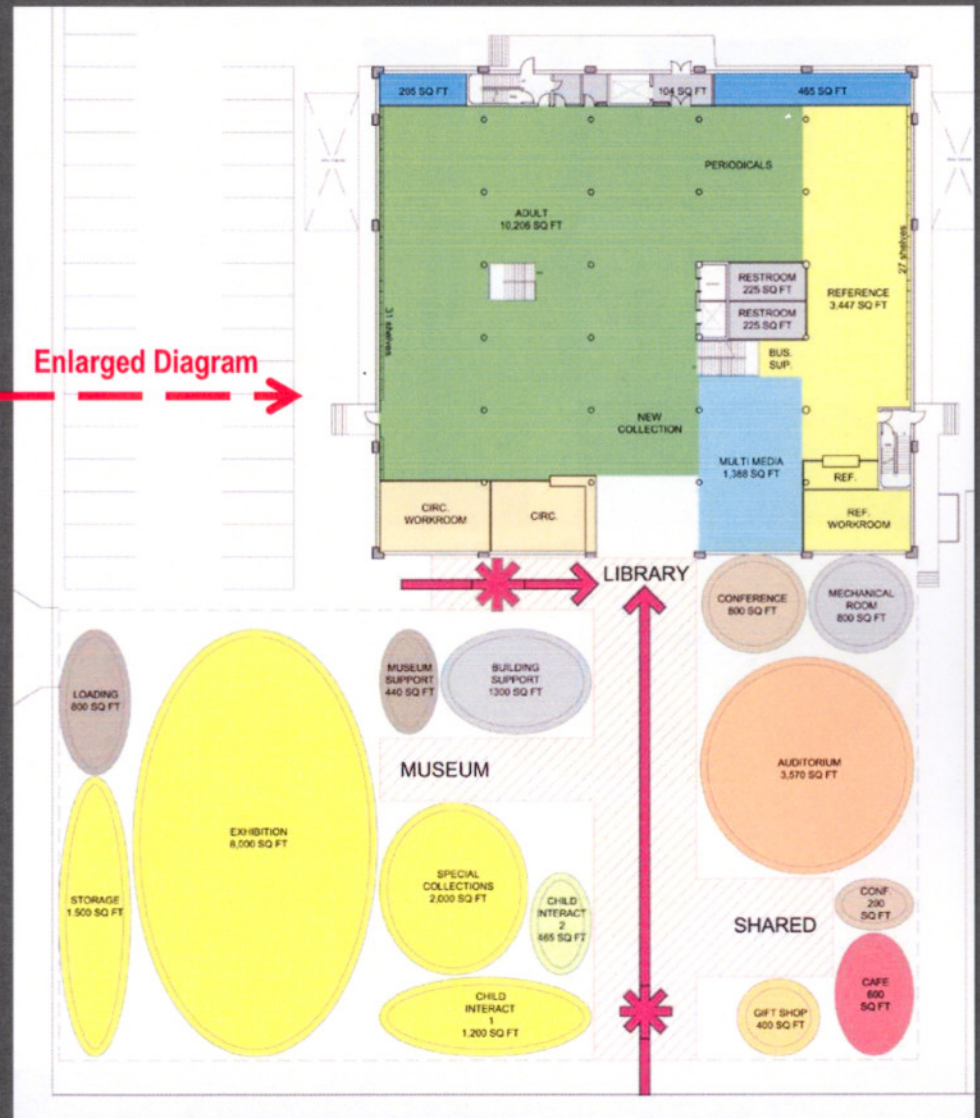 205 SQ FT
104 SQ FT
465 SQ FT
PERIODICALS
ADULT
10,206 SQ FT
31 shelves
27 shelves
RESTROOM
225 SQ FT
RESTROOM
225 SQ FT
REFERENCE
3,447 SQ FT
BUS.
SUP.
Enlarged Diagram
NEW
COLLECTION
MULTI MEDIA
1,388 SQ FT
REF.
CIRC.
WORKROOM
CIRC.
REF.
WORKROOM
LIBRARY
CONFERENCE
800 SQ FT
MECHANICAL
ROOM
800 SQ FT
LOADING
800 SQ FT
MUSEUM
SUPPORT
440 SQ FT
BUILDING
SUPPORT
1300 SQ FT
MUSEUM
AUDITORIUM
3,570 SQ FT
EXHIBITION
8,000 SQ FT
STORAGE
1,500 SQ FT
SPECIAL
COLLECTIONS
2,000 SQ FT
CHILD
INTERACT
2
465 SQ FT
CONF.
200
SQ FT
SHARED
CHILD
INTERACT
1
1,200 SQ FT
GIFT SHOP
400 SQ FT
CAFE
600
SQ FT